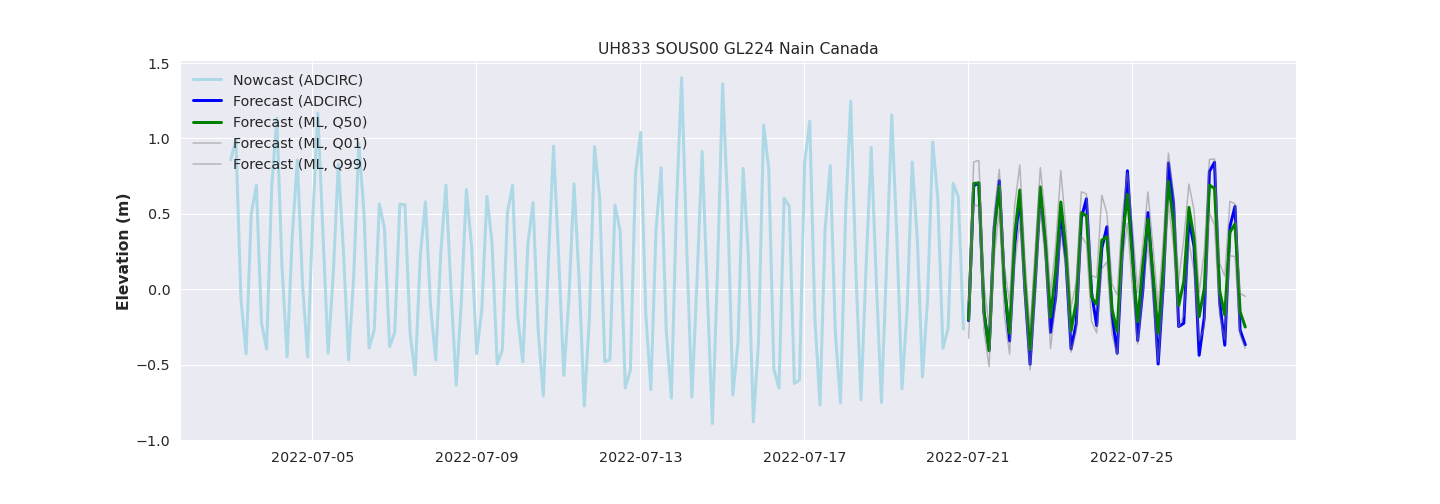 UH833 SOUS00 GL224 Nain Canada
Nowcast (ADCIRC)
Forecast (ADCIRC)
Forecast (ML, Q50)
Forecast (ML, Q01)
Forecast (ML, Q99)
Elevation (m)
1.5
1.0
0.5
0.0
−0.5
−1.0
2022-07-05 2022-07-09 2022-07-13 2022-07-17 2022-07-21 2022-07-25